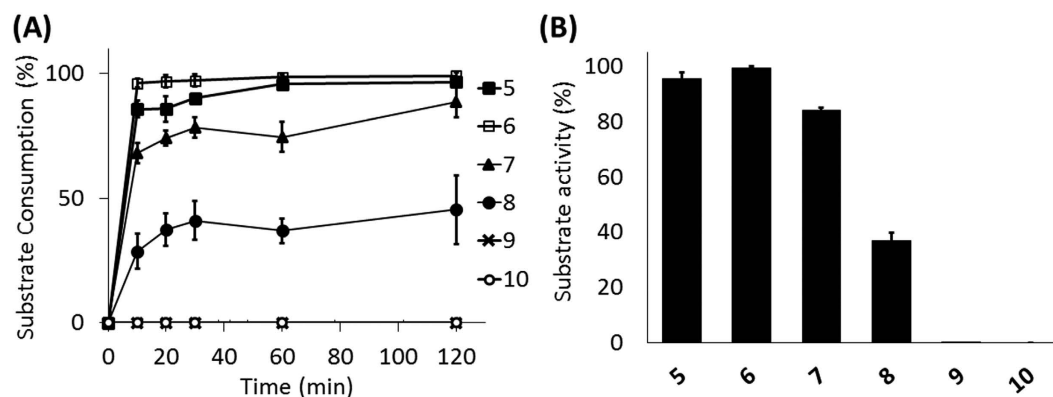 (A)
Substrate Consumption (%)
100
50
0
0 20 40 60 80 100 120
Time (min)
5
6
7
8
9
10
(B)
Substrate activity (%)
100
80
60
40
20
0
5 6 7 8 9 10